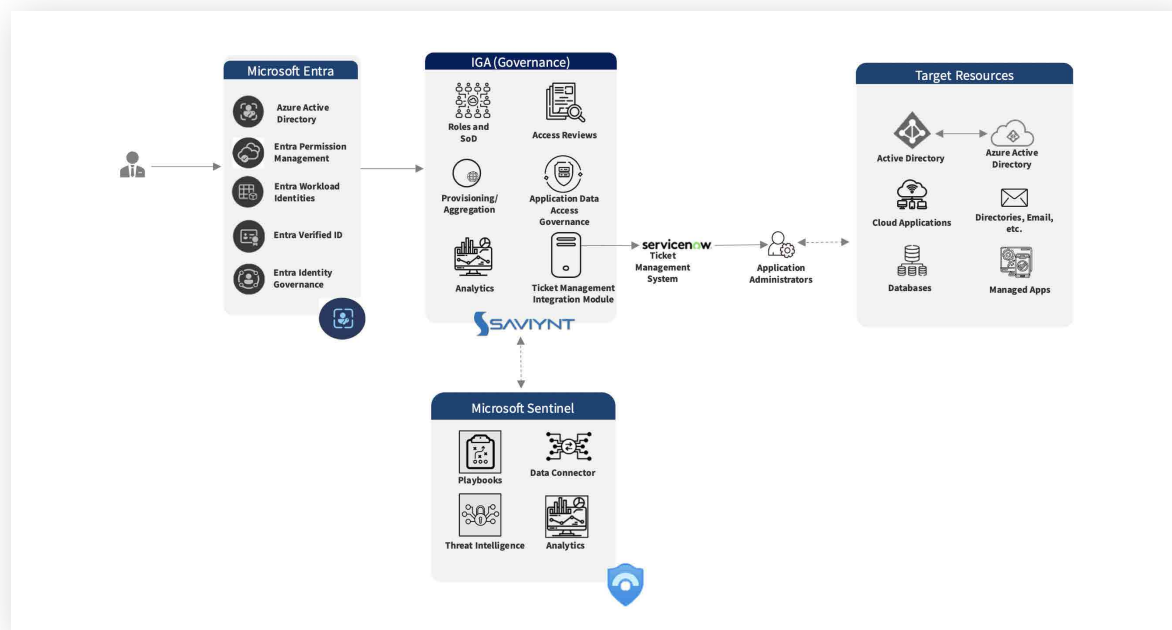 Microsoft Entra
Azure Active
Directory
Entra Permission
Management
Entra Workload
Identities
Entra Verified ID
Entra Identity
Governance
IGA (Governance)
Roles and
SoD
Access Reviews
Provisioning/
Aggregation
Application Data
Access
Governance
Analytics
Ticket Management
Integration Module
SAVIYNT
servicenow
Ticket
Management
System
Application
Administrators
Target Resources
Active Directory
Azure Active
Directory
Cloud Applications
Directories, Email,
etc.
Databases
Managed Apps
Microsoft Sentinel
Playbooks
Data Connector
Threat Intelligence
Analytics